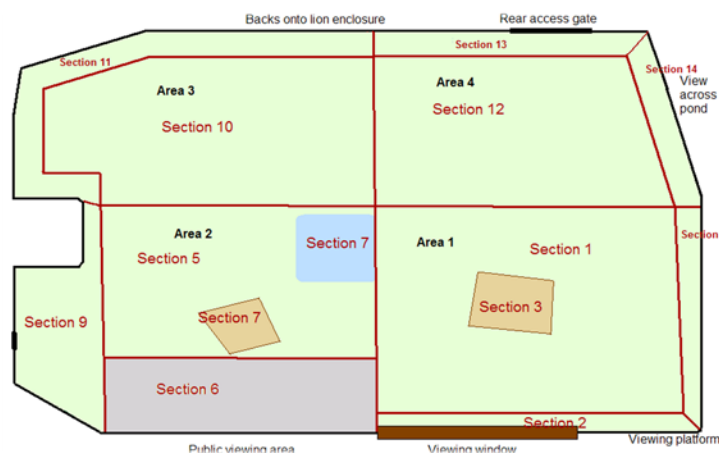 Backs onto lion enclosure
Rear access gate
Section 13
Section 11
Section 14
View
across
pond
Area 3
Area 4
Section 10
Section 12
Area 2
Area 1
Section
Section 5
Section 7
Section 1
Section 9
Section 7
Section 3
Section 6
Section 2
Public viewing area
Viewing window
Viewing platform